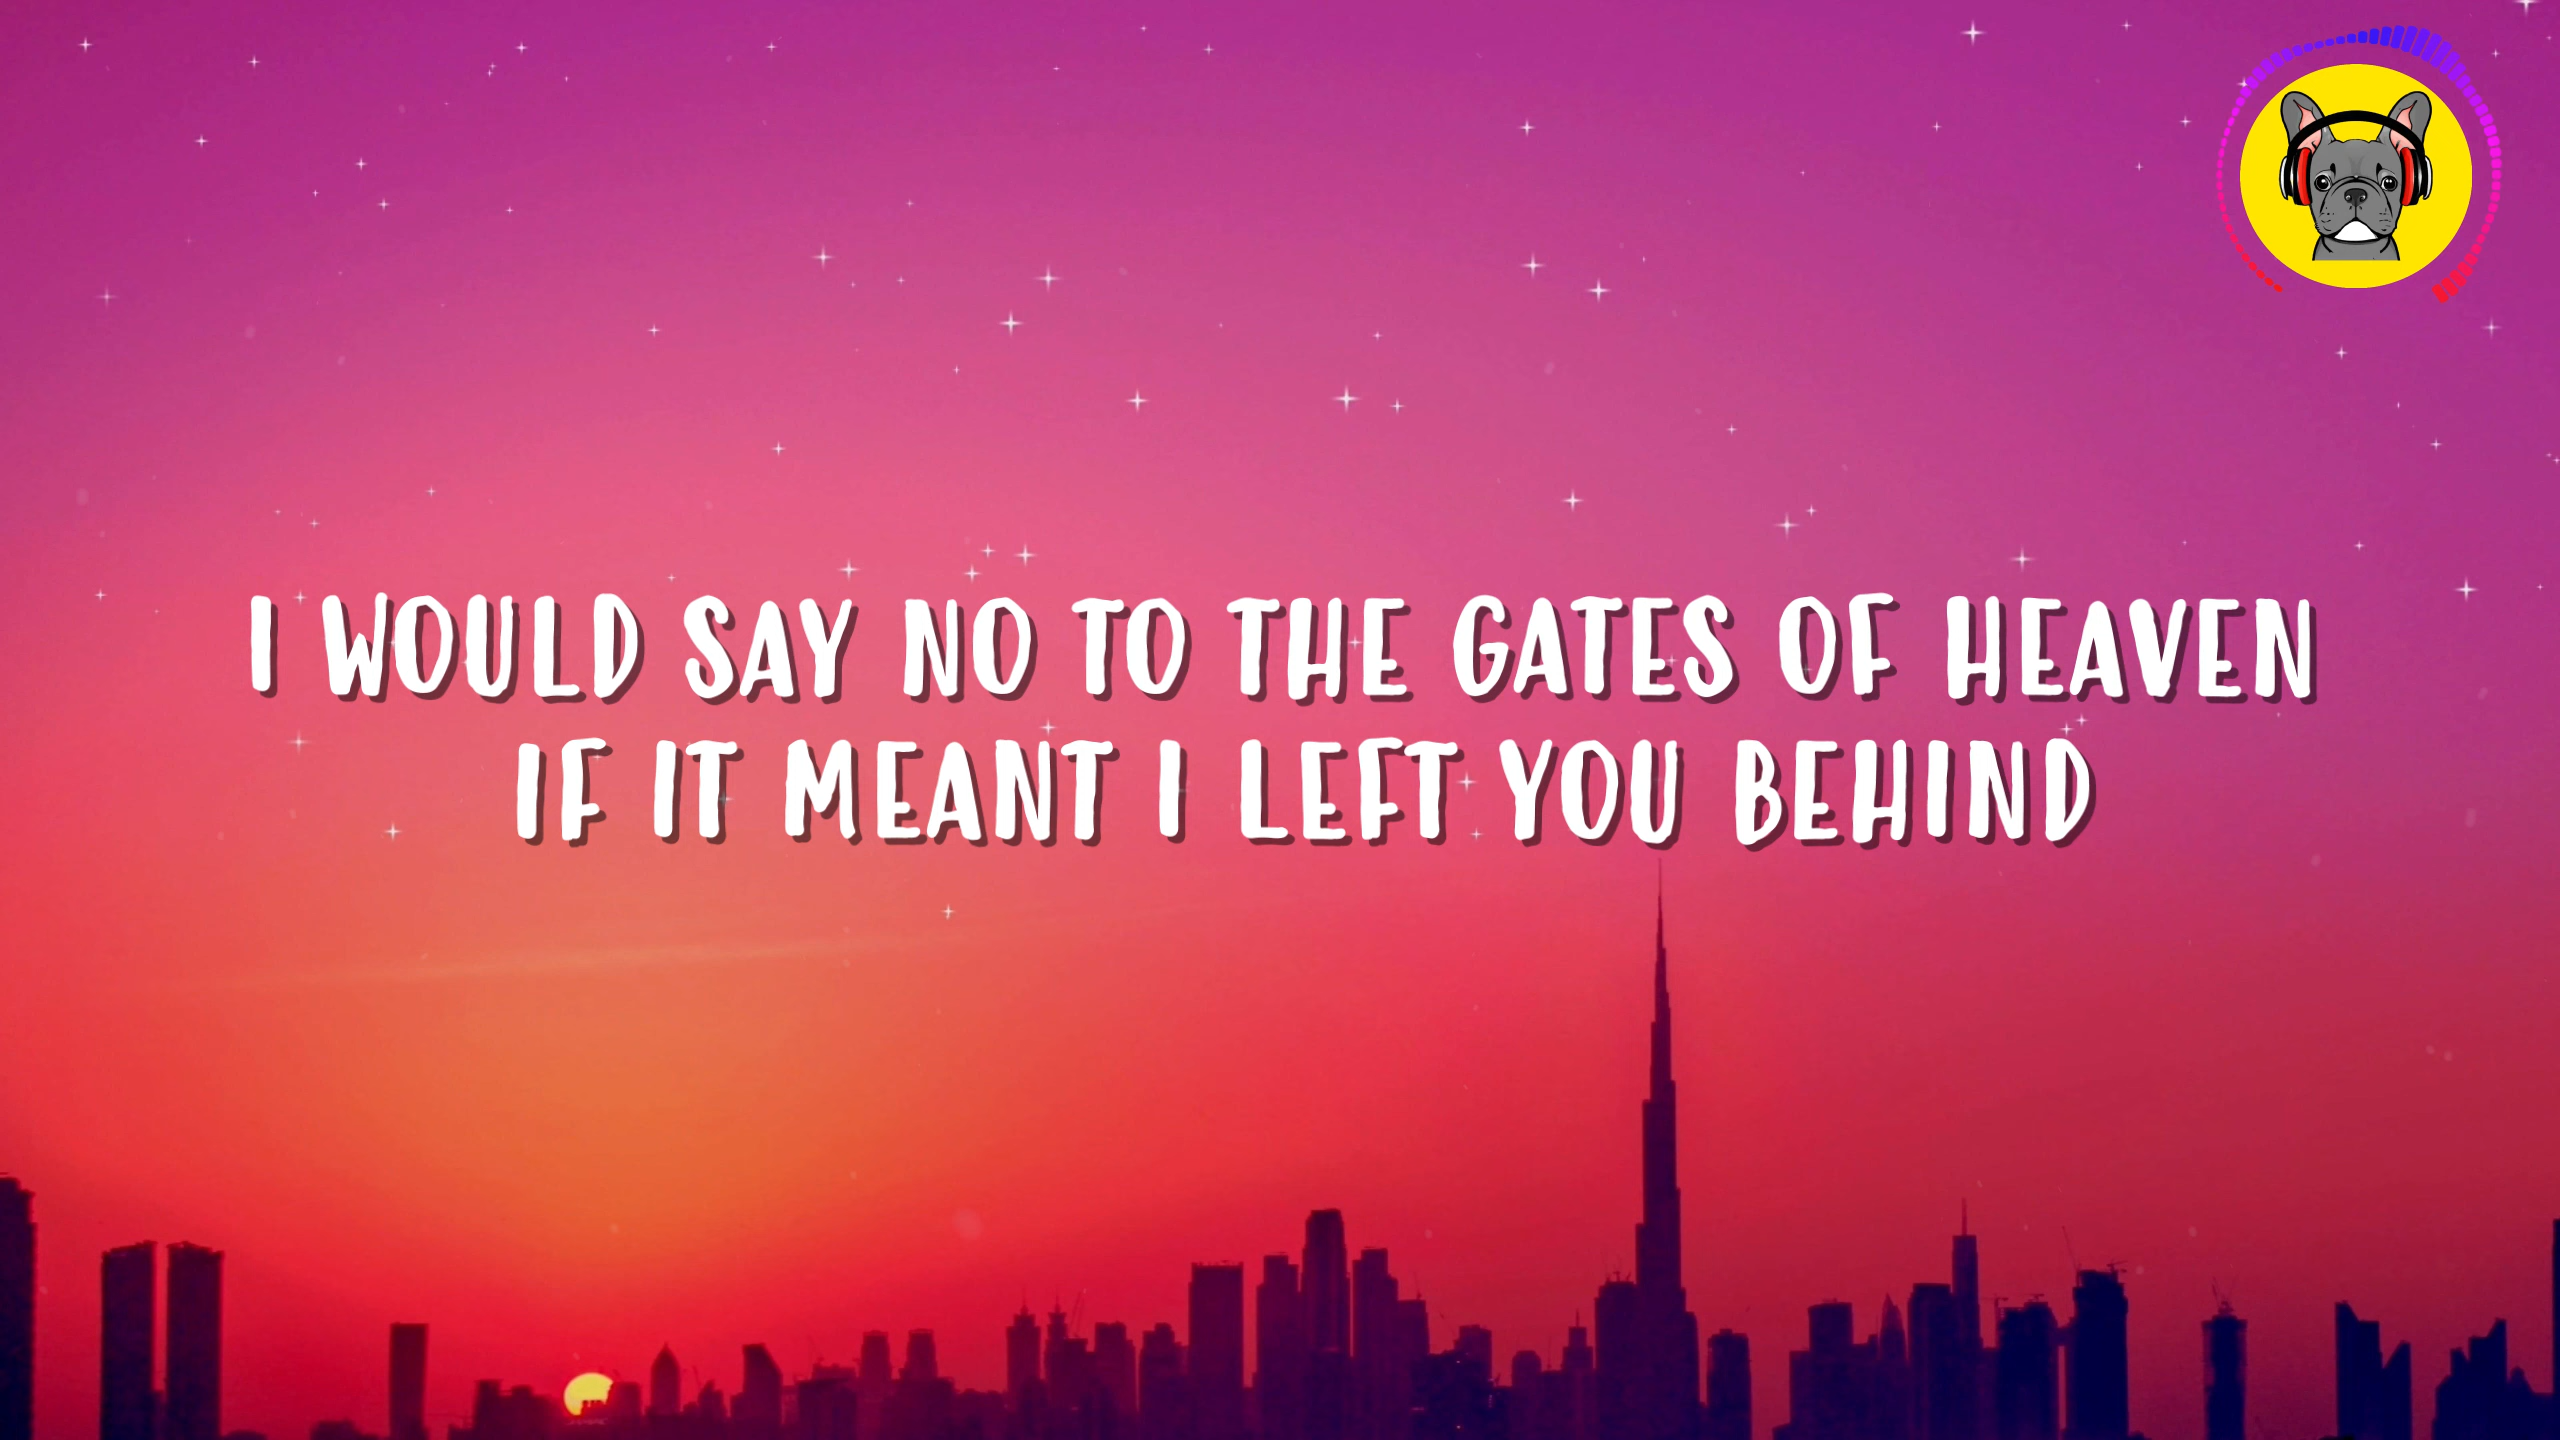 I WOULD SAY NO TO THE GATES OF HEAVEN
IF IT MEANT I LEFT YOU BEHIND